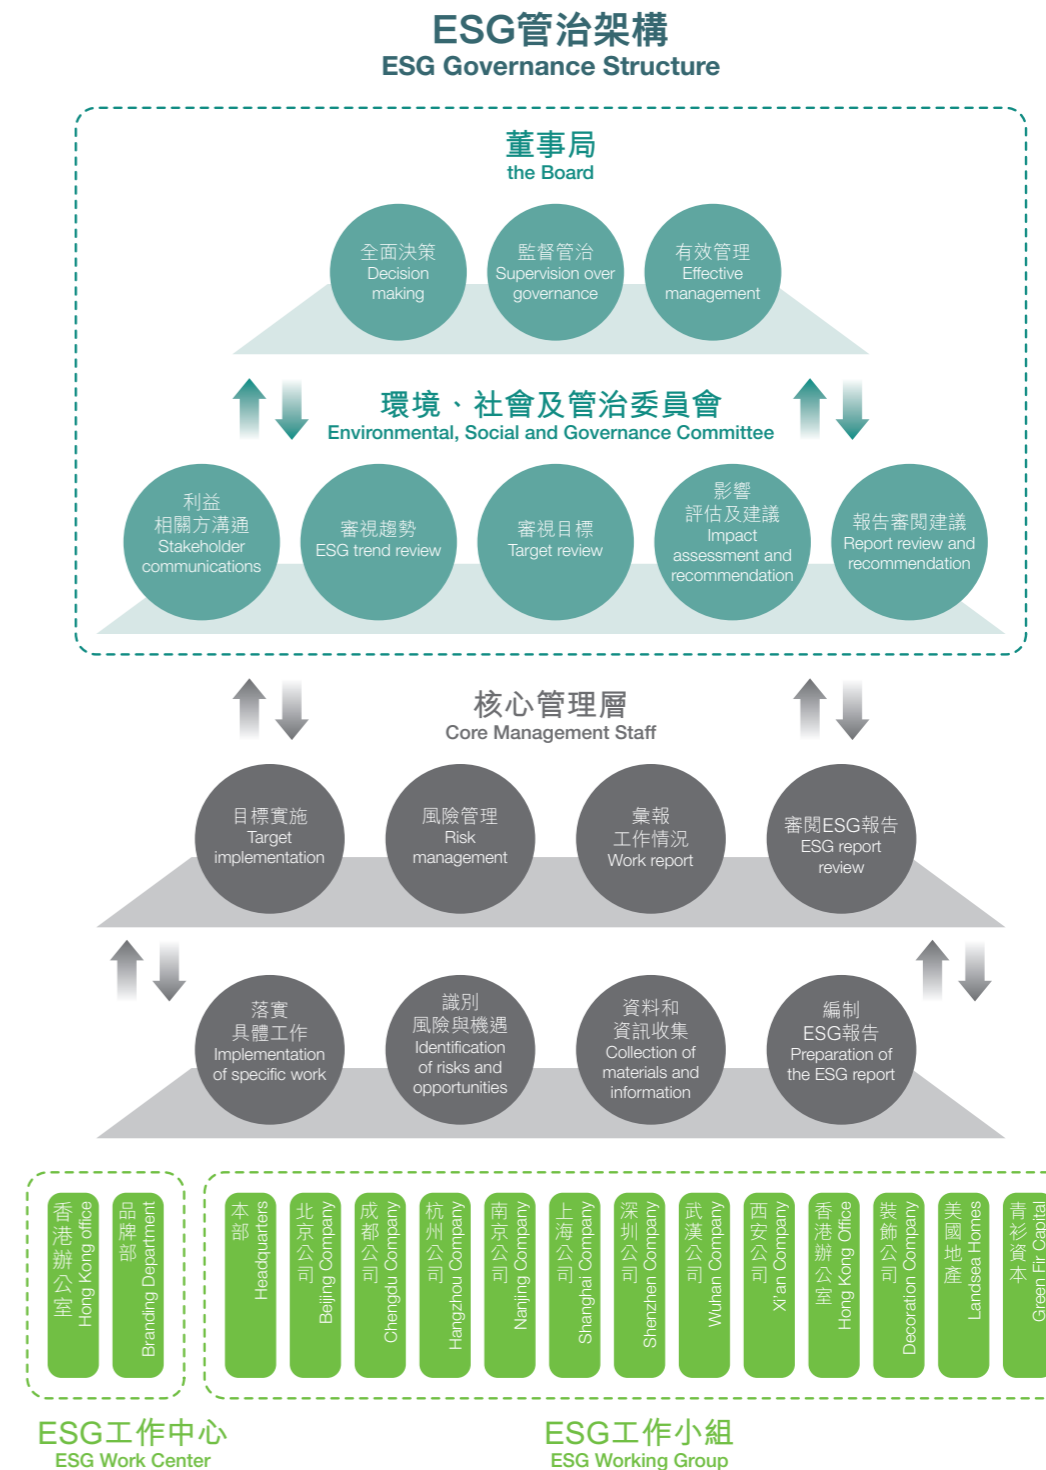 ESG管治架構
ESG Governance Structure
董事局
the Board
全面決策
Decision
making
監督管治
Supervision over
governance
有效管理
Effective
management
環境、社會及管治委員會
Environmental, Social and Governance Committee
利益
相關方溝通
Stakeholder
communications
審視趨勢
ESG trend review
審視目標
Target review
影響
評估及建議
Impact
assessment and
recommendation
報告審閱建議
Report review and
recommendation
核心管理層
Core Management Staff
目標實施
Target
implementation
風險管理
Risk
management
彙報
工作情況
Work report
審閱ESG報告
ESG report
review
落實
具體工作
Implementation
of specific work
識別
風險與機遇
Identification
of risks and
opportunities
資料和
資訊收集
Collection of
materials and
information
編制
ESG報告
Preparation of
the ESG report
香港辦公室
Hong Kong office
品牌部
Branding Department
本部
Headquarters
北京公司
Beijing Company
成都公司
Chengdu Company
杭州公司
Hangzhou Company
南京公司
Nanjing Company
上海公司
Shanghai Company
深圳公司
Shenzhen Company
武漢公司
Wuhan Company
西安公司
Xi'an Company
香港辦公室
Hong Kong Office
裝飾公司
Decoration Company
美國地產
Landsea Homes
青衫資本
Green Fir Capital
ESG工作中心
ESG Work Center
ESG工作小組
ESG Working Group